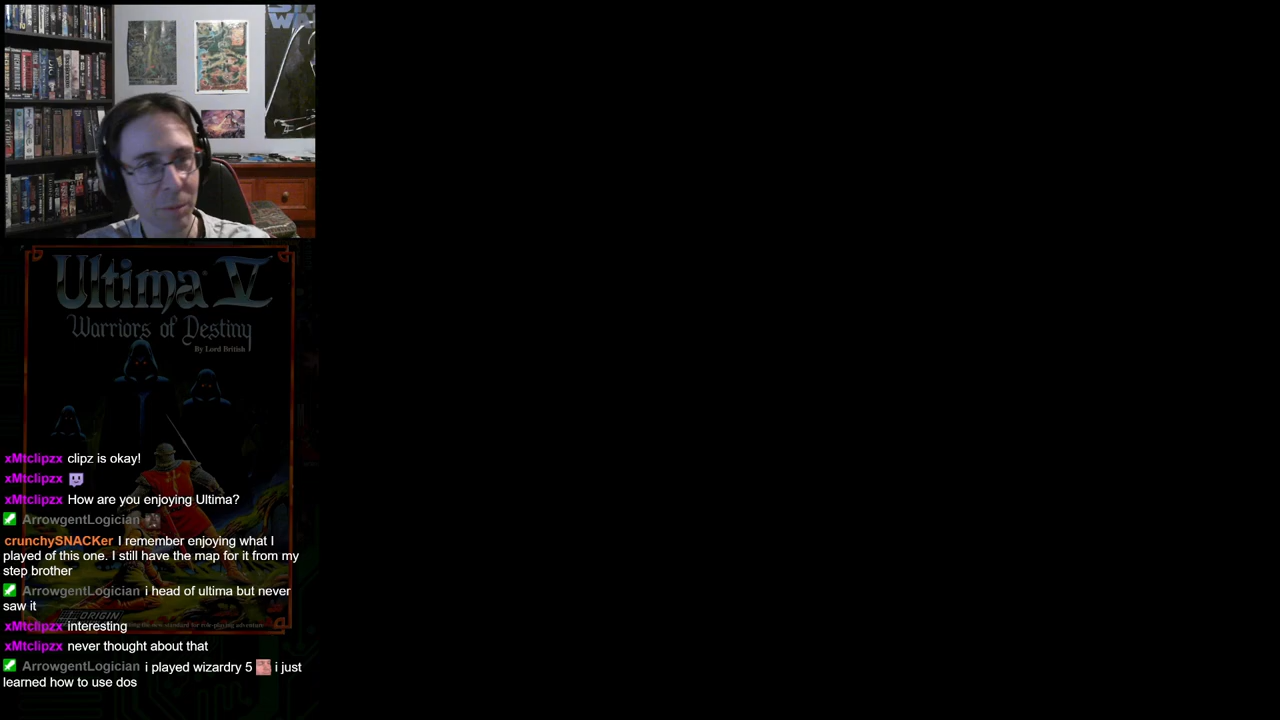 STAR
WARS
Ultima V
Warriors of Destiny
By Lord British
xMtclipzx clipz is okay!
xMtclipzx
xMtclipzx How are you enjoying Ultima?
ArrowgentLogician
crunchySNACKer I remember enjoying what I
played of this one. I still have the map for it from my
step brother
ArrowgentLogician i head of ultima but never
saw it
ORIGIN
xMtclipzx interesting
xMtclipzx never thought about that
ArrowgentLogician i played wizardry 5 i just
learned how to use dos